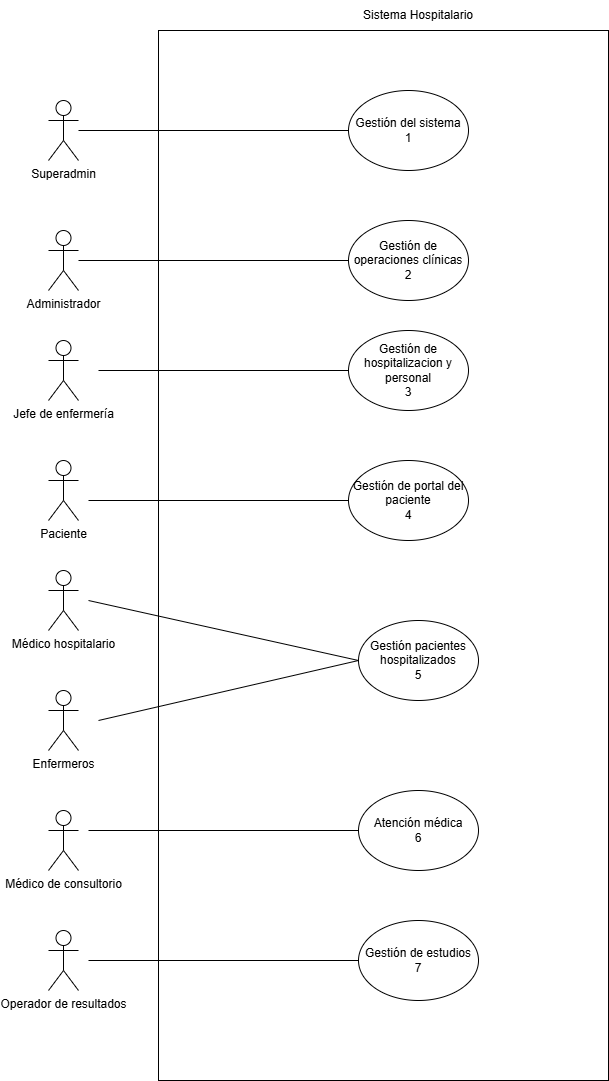 Sistema Hospitalario
Gestión del sistema
1
Superadmin
Gestión de
operaciones clínicas
2
Administrador
Gestión de
hospitalizacion y
personal
3
Jefe de enfermería
Gestión de portal del
paciente
4
Paciente
Médico hospitalario
Gestión pacientes
hospitalizados
5
Enfermeros
Atención médica
6
Médico de consultorio
Gestión de estudios
7
Operador de resultados